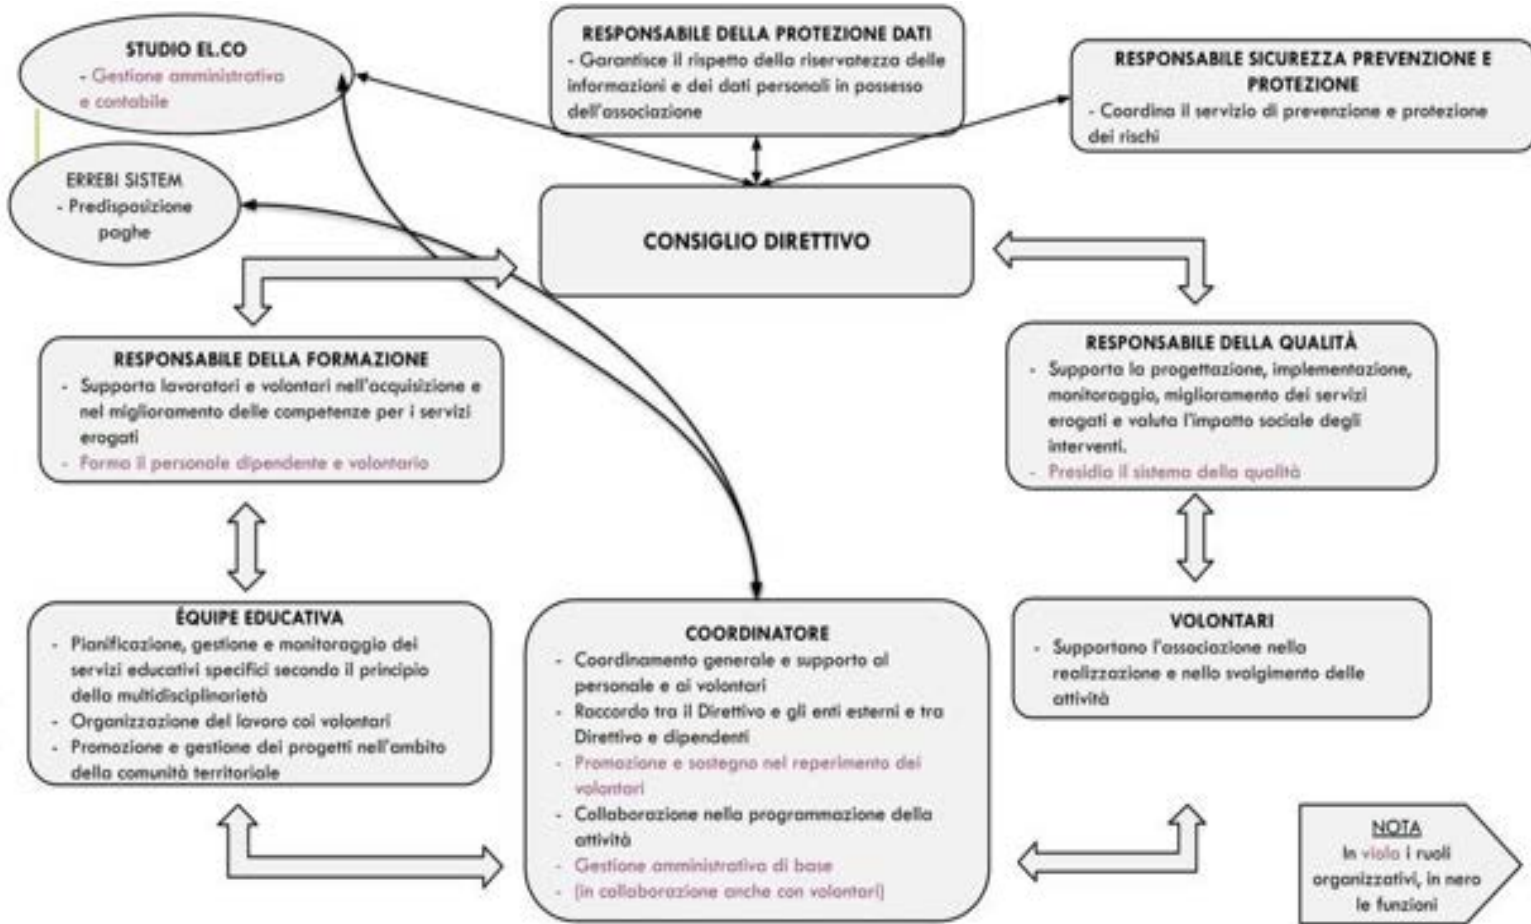 STUDIO EL.CO
- Gestione amministrativa
e contabile
RESPONSABILE DELLA PROTEZIONE DATI
- Garantisce il rispetto della riservatezza delle
informazioni e dei dati personali in possesso
dell'associazione
RESPONSABILE SICUREZZA PREVENZIONE E
PROTEZIONE
- Coordina il servizio di prevenzione e protezione
dei rischi
ERREBI SISTEM
- Predisposizione
paghe
CONSIGLIO DIRETTIVO
RESPONSABILE DELLA FORMAZIONE
- Supporta lavoratori e volontari nell'acquisizione e
nel miglioramento delle competenze per i servizi
erogati
- Forma il personale dipendente e volontario
RESPONSABILE DELLA QUALITÀ
- Supporta la progettazione, implementazione,
monitoraggio, miglioramento dei servizi
erogati e valuta l'impatto sociale degli
interventi.
- Presidia il sistema della qualità
ÉQUIPE EDUCATIVA
- Pianificazione, gestione e monitoraggio dei
servizi educativi specifici secondo il principio
della multidisciplinarietà
- Organizzazione del lavoro coi volontari
- Promozione e gestione dei progetti nell'ambito
della comunità territoriale
COORDINATORE
- Coordinamento generale e supporto al
personale e ai volontari
- Raccordo tra il Direttivo e gli enti esterni e tra
Direttivo e dipendenti
- Promozione e sostegno nel reperimento dei
volontari
- Collaborazione nella programmazione della
attività
- Gestione amministrativa di base
- (in collaborazione anche con volontari)
VOLONTARI
- Supportano l'associazione nella
realizzazione e nello svolgimento delle
attività
NOTA
In viola i ruoli
organizzativi, in nero
le funzioni